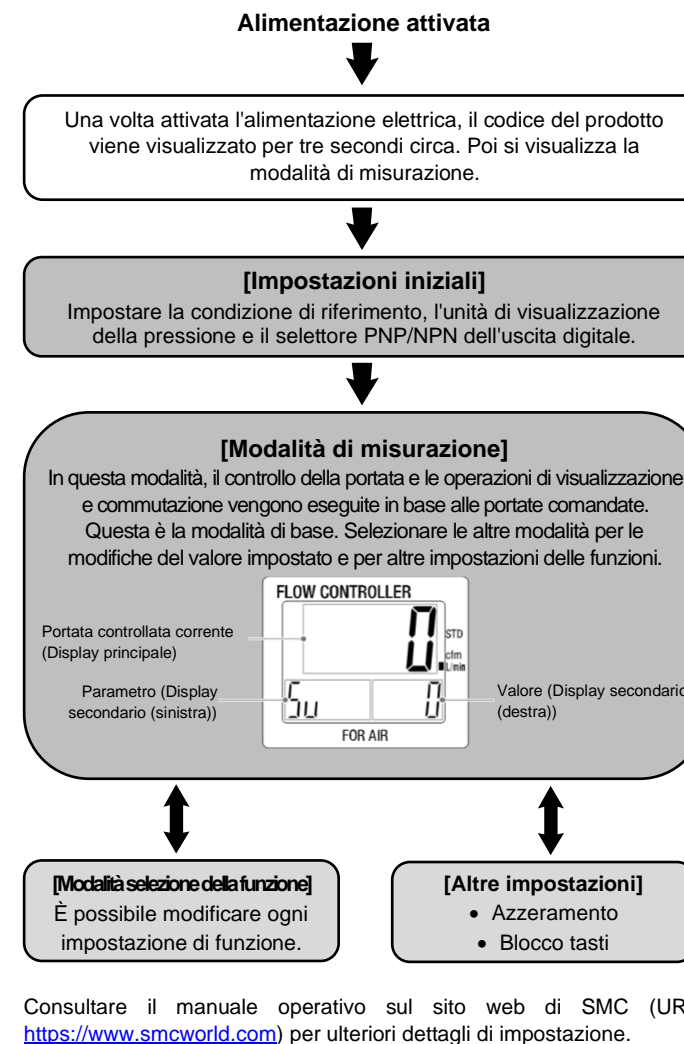 Alimentazione attivata
Una volta attivata l'alimentazione elettrica, il codice del prodotto
viene visualizzato per tre secondi circa. Poi si visualizza la
modalità di misurazione.
[Impostazioni iniziali]
Impostare la condizione di riferimento, l'unità di visualizzazione
della pressione e il selettore PNP/NPN dell'uscita digitale.
[Modalità di misurazione]
In questa modalità, il controllo della portata e le operazioni di visualizzazione
e commutazione vengono eseguite in base alle portate comandate.
Questa è la modalità di base. Selezionare le altre modalità per le
modifiche del valore impostato e per altre impostazioni delle funzioni.
FLOW CONTROLLER
Portata controllata corrente
(Display principale)
0
STD
cfm
L/min
Parametro (Display
secondario (sinistra))
Su
0
Valore (Display secondario
(destra))
FOR AIR
[Modalità selezione della funzione]
È possibile modificare ogni
impostazione di funzione.
[Altre impostazioni]
• Azzeramento
• Blocco tasti
Consultare il manuale operativo sul sito web di SMC (UR
https://www.smcworld.com) per ulteriori dettagli di impostazione.